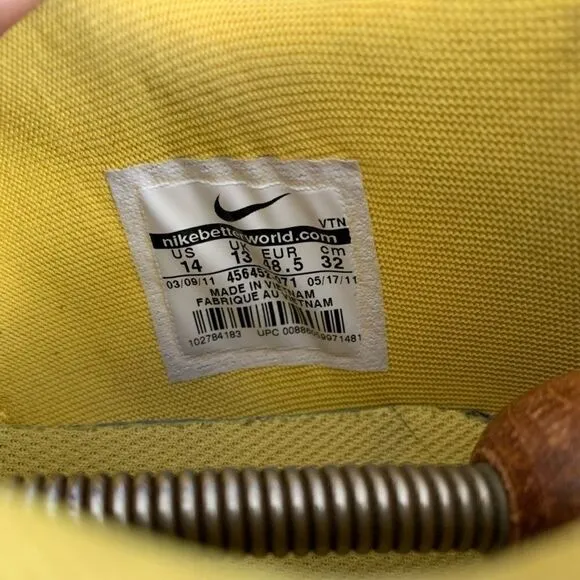 VTN
nikebetterworld.com
US UK EUR cm
14 13 48.5 32
03/09/11 05/17/11
MADE IN VIETNAM
FABRIQUE AU VIETNAM
102784183 UPC